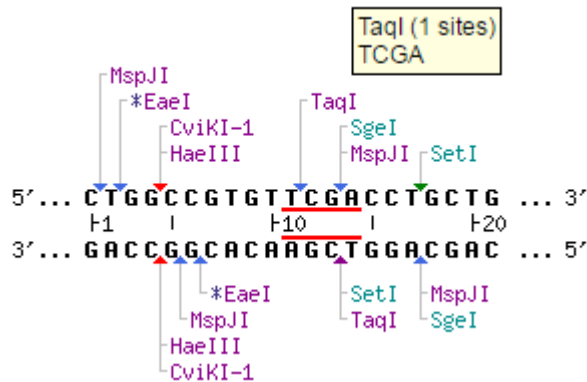 TaqI (1 sites)
TCGA
MspJI
*EaeI
TaqI
CviKI-1
SgeI
HaeIII
MspJI
SetI
5′... CTGGCCGTGTTCGACCTGCTG ... 3′
1 10 20
3′... GACCGGCACAAGCTGGACGAC ... 5′
*EaeI
SetI
MspJI
MspJI
TaqI
SgeI
HaeIII
CviKI-1